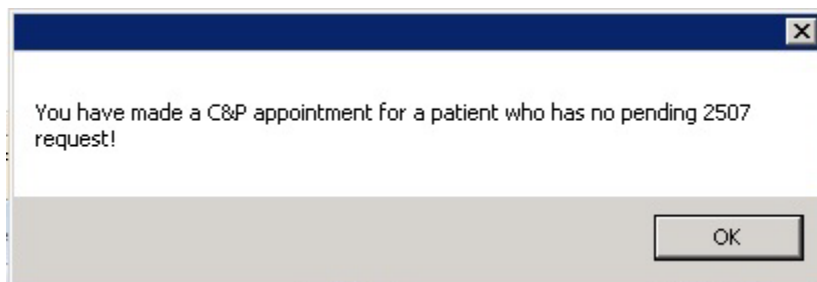 You have made a C&P appointment for a patient who has no pending 2507
request!
OK